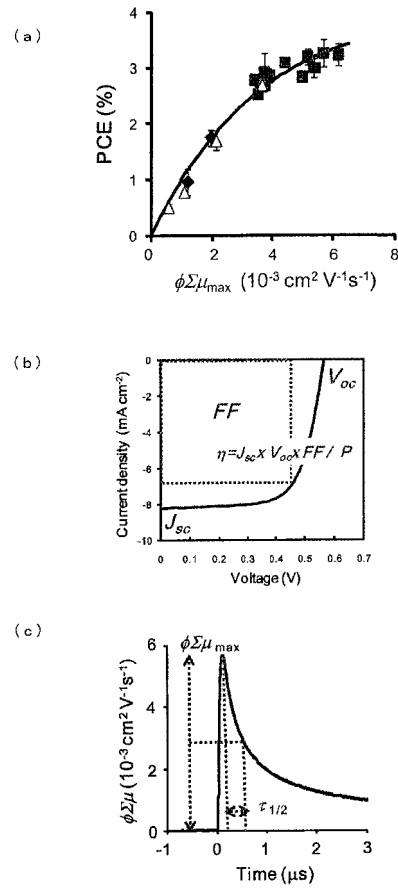 (a)
4
3
2
1
0
PCE (%)
0 2 4 6 8
ϕΣμmax (10-3 cm2 V-1s-1)
(b)
0
-2
-4
-6
-8
-10
Current density (mA cm-2)
FF
Voc
η=Jsc x Voc x FF / P
Jsc
0 0.1 0.2 0.3 0.4 0.5 0.6 0.7
Voltage (V)
(c)
6
4
2
0
ϕΣμ (10-3 cm2 V-1s-1)
ϕΣμmax
τ1/2
-1 0 1 2 3
Time (μs)